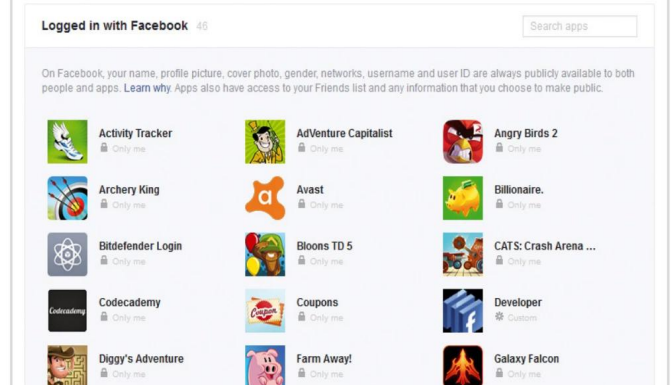 Logged in with Facebook 46
Search apps
On Facebook, your name, profile picture, cover photo, gender, networks, username and user ID are always publicly available to both
people and apps. Learn why. Apps also have access to your Friends list and any information that you choose to make public.
Activity Tracker
Only me
AdVenture Capitalist
Only me
Angry Birds 2
Only me
Archery King
Only me
Avast
Only me
Billionaire.
Only me
Bitdefender Login
Only me
Bloons TD 5
Only me
CATS: Crash Arena ...
Only me
Codecademy
Codecademy
Only me
Coupon
Coupons
Only me
Developer
Custom
Diggy's Adventure
Only me
Farm Away!
Only me
Galaxy Falcon
Only me